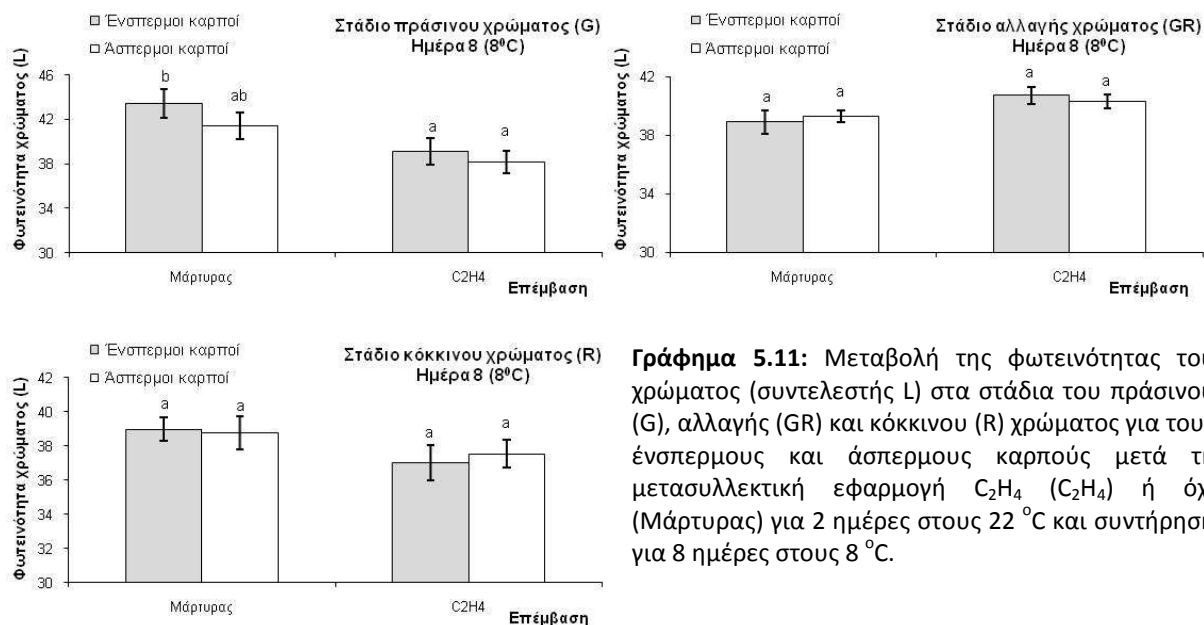 Ένσπερμοι καρποί
Άσπερμοι καρποί
Στάδιο πράσινου χρώματος (G)
Ημέρα 8 (8⁰C)
Φωτεινότητα χρώματος (L)
46
42
38
34
30
b
ab
a
a
Μάρτυρας
C2H4
Επέμβαση
Ένσπερμοι καρποί
Άσπερμοι καρποί
Στάδιο αλλαγής χρώματος (GR)
Ημέρα 8 (8⁰C)
Φωτεινότητα χρώματος (L)
42
38
34
30
a
a
a
a
Μάρτυρας
C2H4
Επέμβαση
Ένσπερμοι καρποί
Άσπερμοι καρποί
Στάδιο κόκκινου χρώματος (R)
Ημέρα 8 (8⁰C)
Φωτεινότητα χρώματος (L)
42
40
38
36
34
32
30
a
a
a
a
Μάρτυρας
C2H4
Επέμβαση
Γράφημα 5.11: Μεταβολή της φωτεινότητας του
χρώματος (συντελεστής L) στα στάδια του πράσινου
(G), αλλαγής (GR) και κόκκινου (R) χρώματος για του
ένσπερμους και άσπερμους καρπούς μετά τη
μετασυλλεκτική εφαρμογή C₂H₄ (C₂H₄) ή όχ
(Μάρτυρας) για 2 ημέρες στους 22 °C και συντήρηση
για 8 ημέρες στους 8 °C.